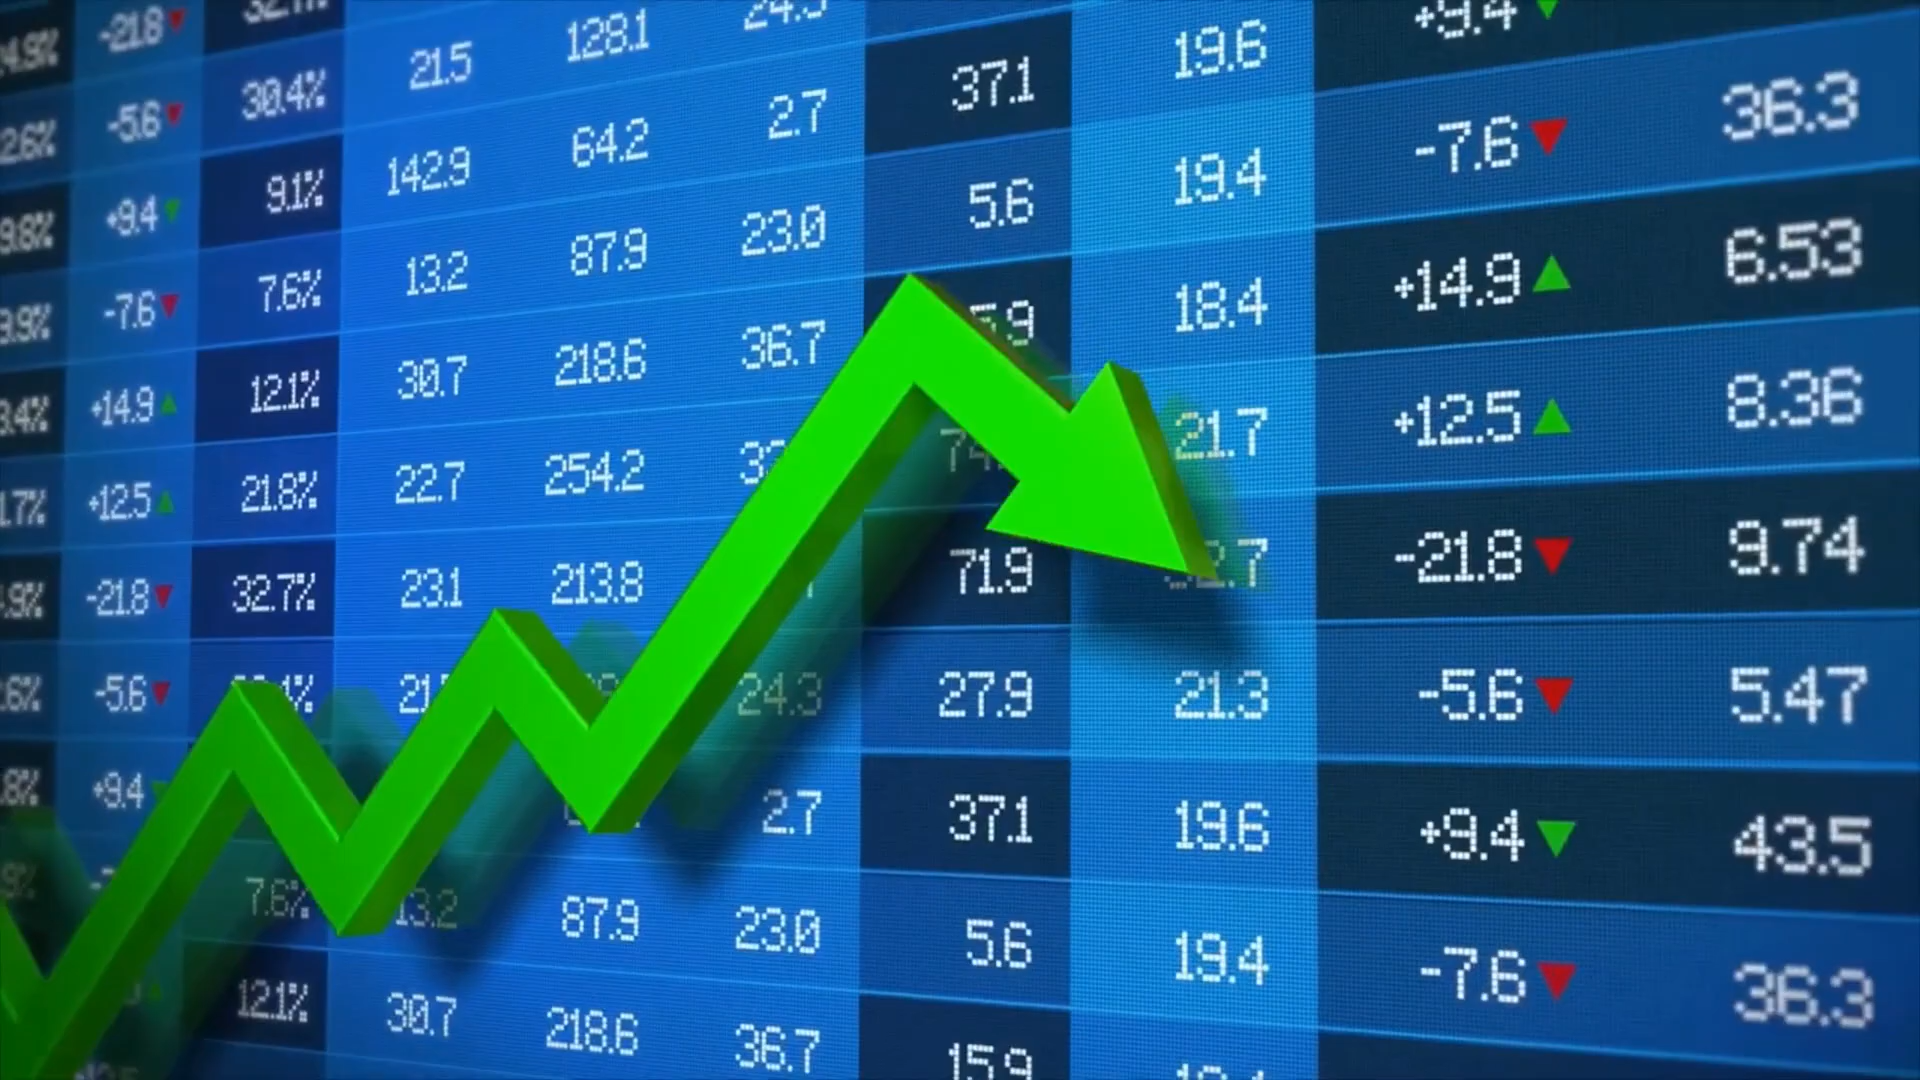 -21.8 21.5 128.1 19.6 +9.4
-5.6 30.4% 2.7 37.1 -7.6 36.3
9.1% 142.9 64.2 19.4
+9.4 23.0 5.6 +14.9 6.53
-7.6 7.6% 13.2 87.9 18.4
+14.9 12.1% 30.7 218.6 36.7 +12.5 8.36
+12.5 21.8% 22.7 254.2 21.7
-21.8 32.7% 23.1 213.8 71.9 -21.8 9.74
-5.6 24.3 27.9 21.3 -5.6 5.47
+9.4 2.7 37.1 19.6 +9.4 43.5
7.6% 13.2 87.9 23.0 5.6 19.4 -7.6 36.3
12.1% 30.7 218.6 36.7 15.9